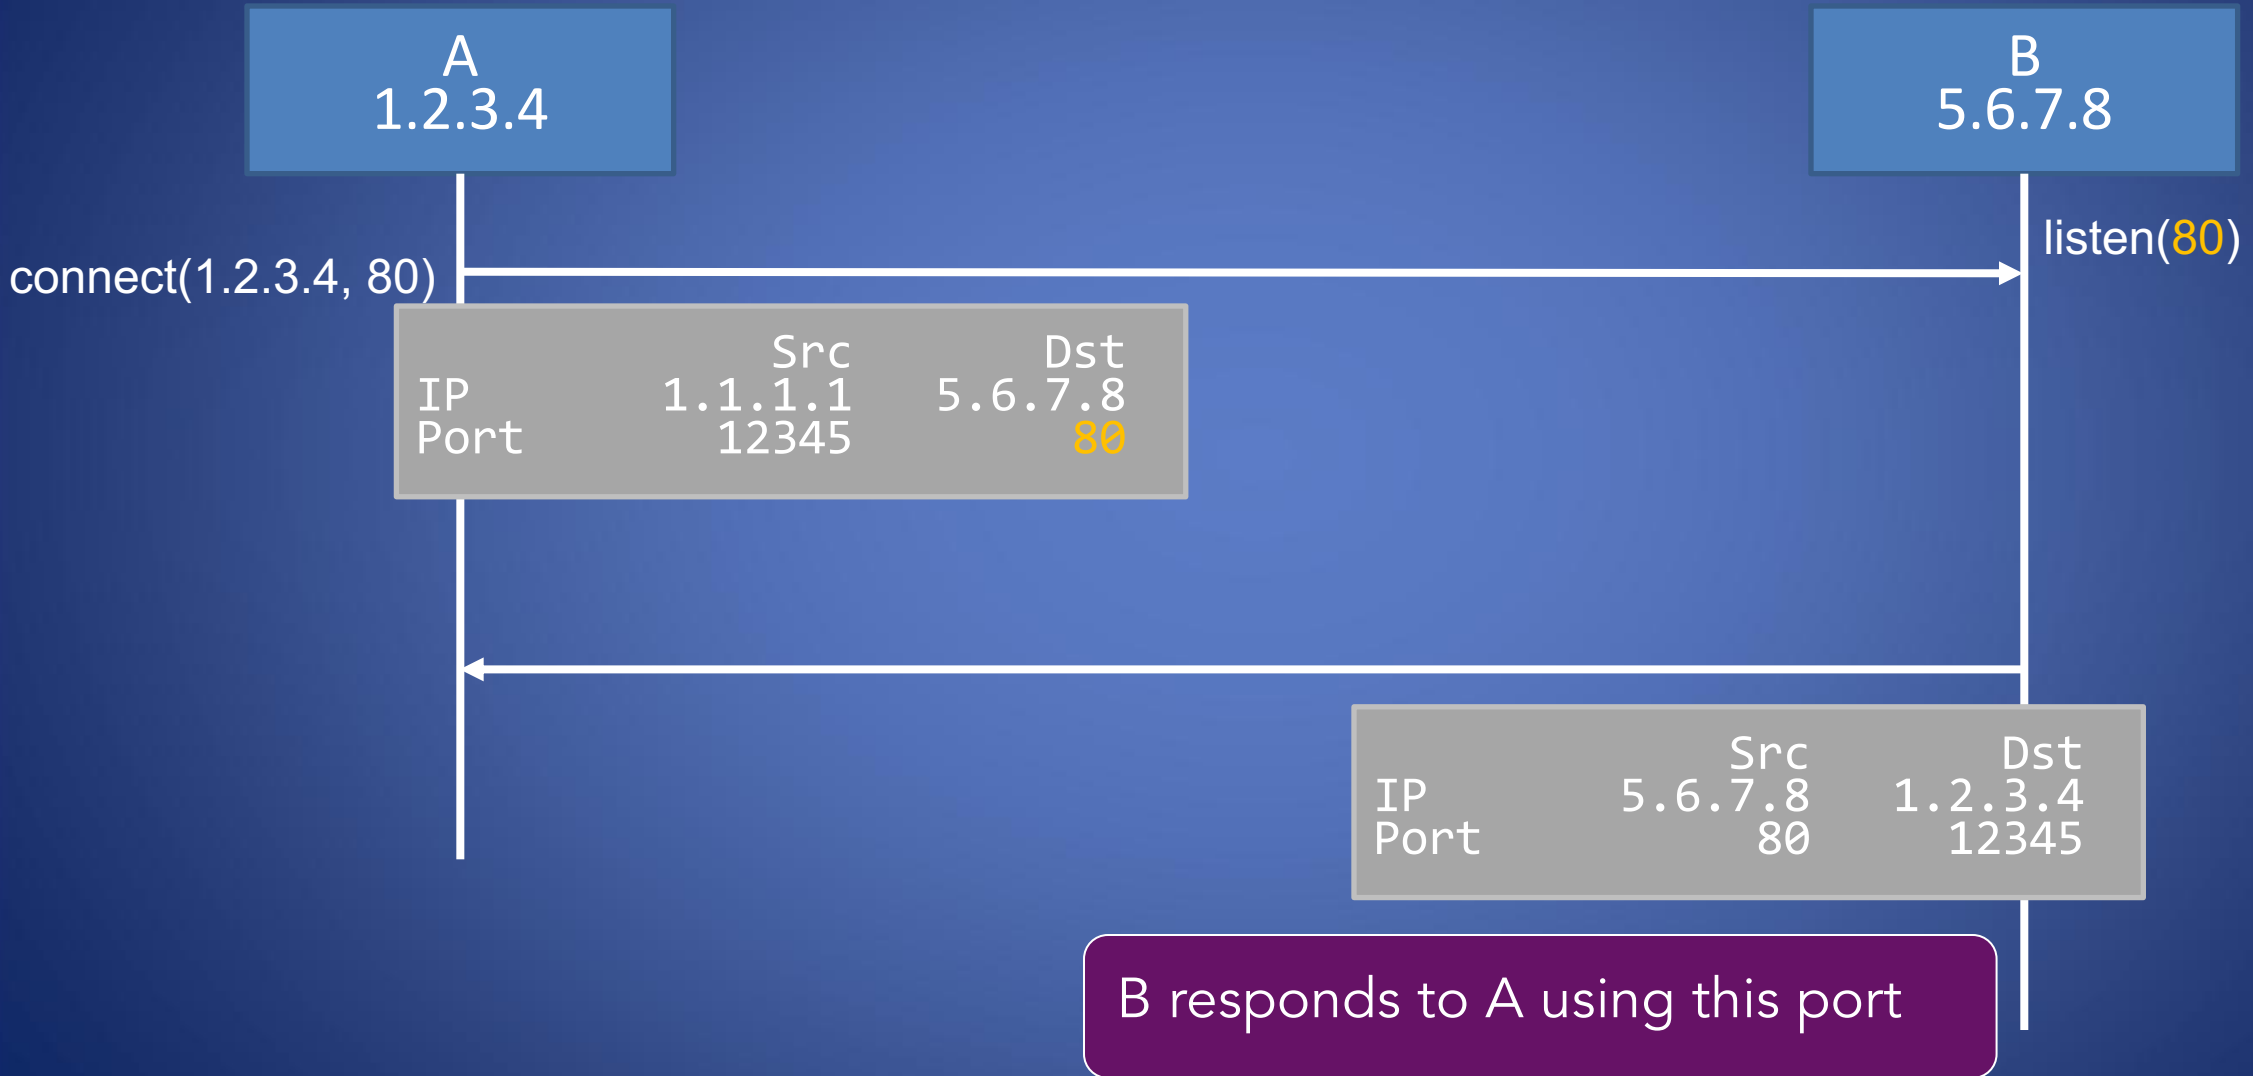 A
1.2.3.4
B
5.6.7.8
listen(80)
connect(1.2.3.4, 80)
Src Dst
IP 1.1.1.1 5.6.7.8
Port 12345 80
Src Dst
IP 5.6.7.8 1.2.3.4
Port 80 12345
B responds to A using this port